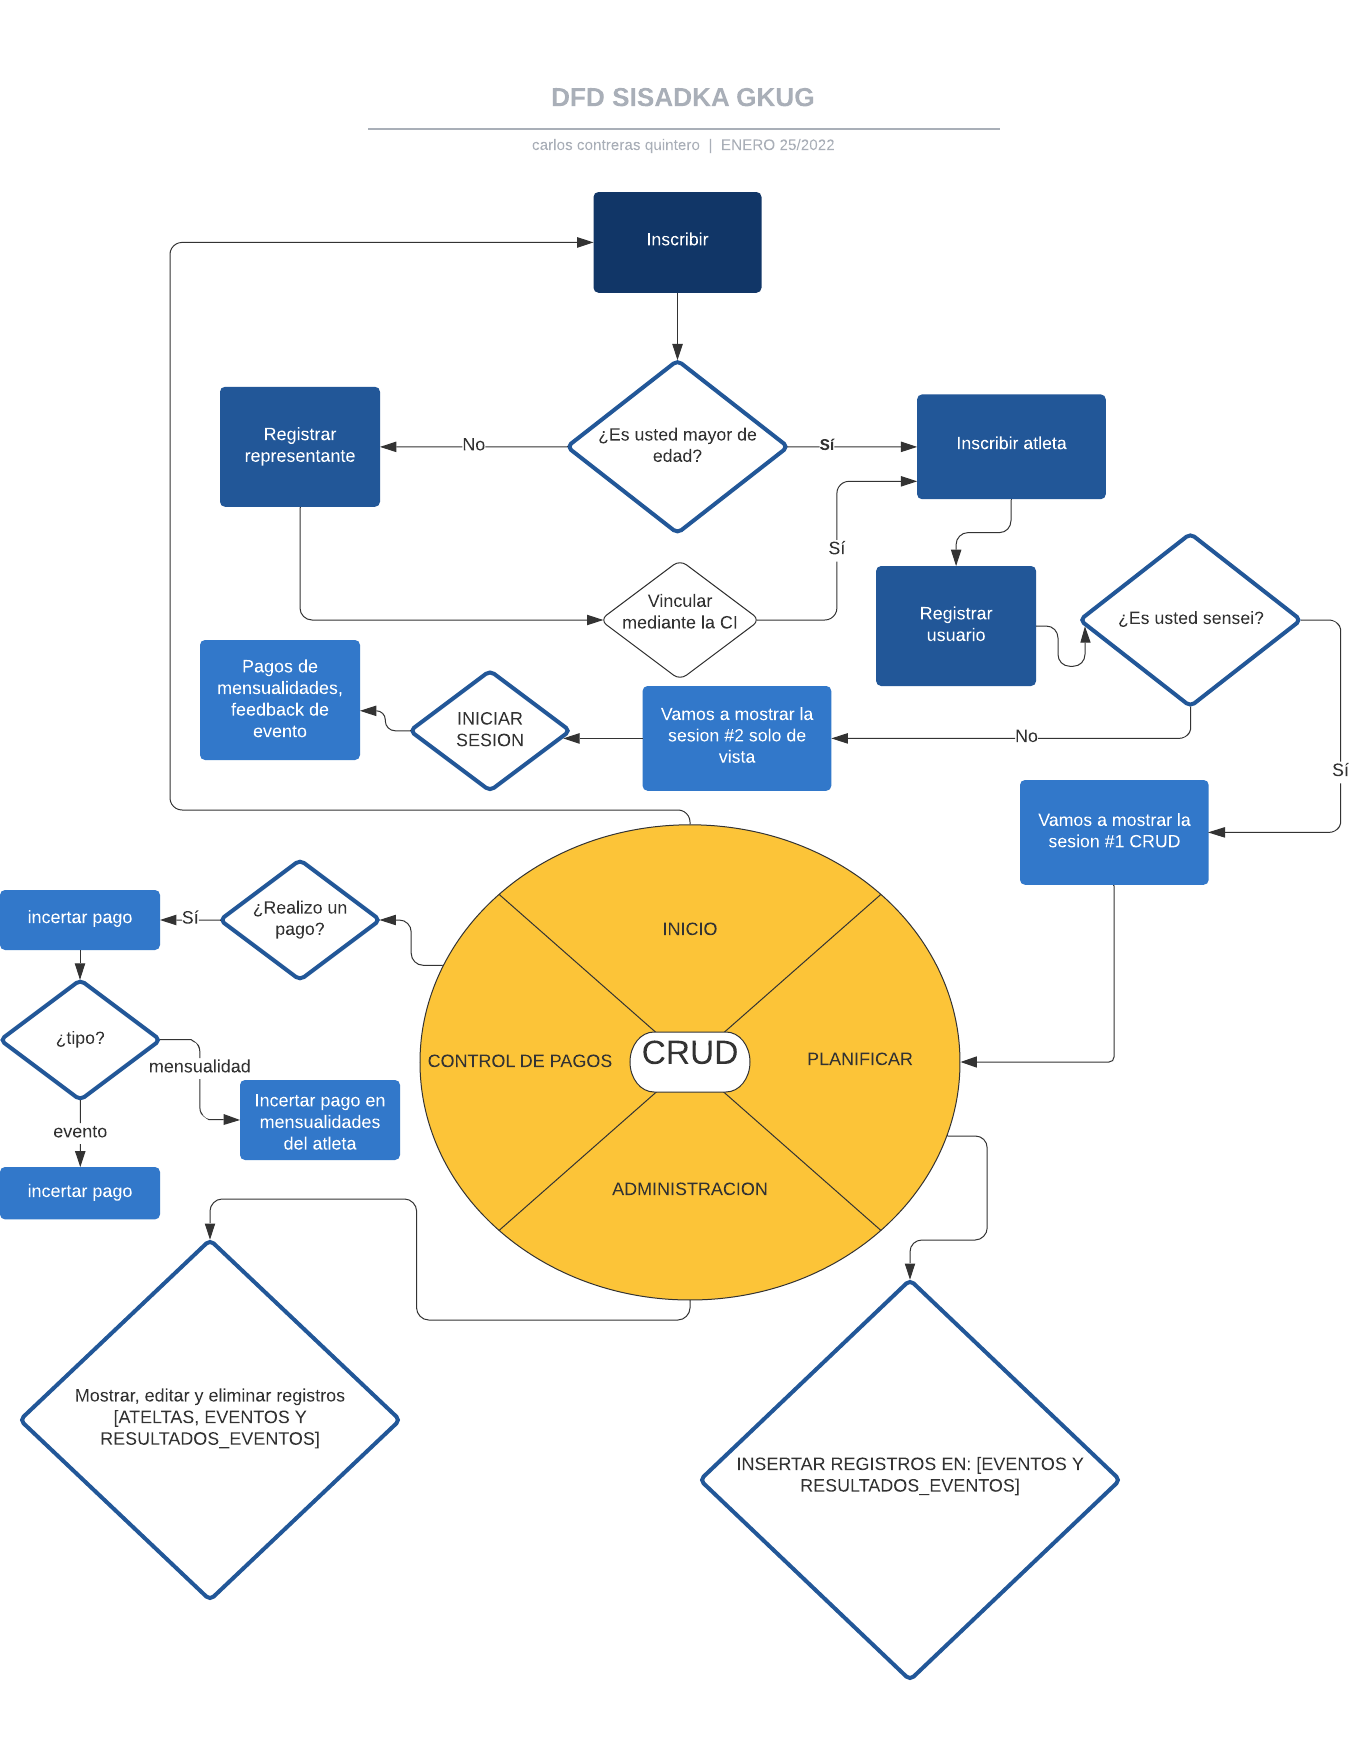 DFD SISADKA GKUG
carlos contreras quintero | ENERO 25/2022
Inscribir
¿Es usted mayor de
edad?
No
Sí
Registrar
representante
Inscribir atleta
Sí
Vincular
mediante la CI
Registrar
usuario
¿Es usted sensei?
Pagos de
mensualidades,
feedback de
evento
INICIAR
SESION
Vamos a mostrar la
sesion #2 solo de
vista
No
Sí
Vamos a mostrar la
sesion #1 CRUD
incertar pago
Sí
¿Realizo un
pago?
INICIO
¿tipo?
mensualidad
CONTROL DE PAGOS
CRUD
PLANIFICAR
evento
Incertar pago en
mensualidades
del atleta
incertar pago
ADMINISTRACION
Mostrar, editar y eliminar registros
[ATELTAS, EVENTOS Y
RESULTADOS_EVENTOS]
INSERTAR REGISTROS EN: [EVENTOS Y
RESULTADOS_EVENTOS]